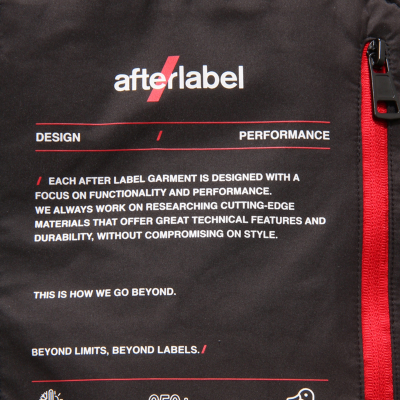 afterlabel
DESIGN / PERFORMANCE
/ EACH AFTER LABEL GARMENT IS DESIGNED WITH A
FOCUS ON FUNCTIONALITY AND PERFORMANCE.
WE ALWAYS WORK ON RESEARCHING CUTTING-EDGE
MATERIALS THAT OFFER GREAT TECHNICAL FEATURES AND
DURABILITY, WITHOUT COMPROMISING ON STYLE.
THIS IS HOW WE GO BEYOND.
BEYOND LIMITS, BEYOND LABELS. /